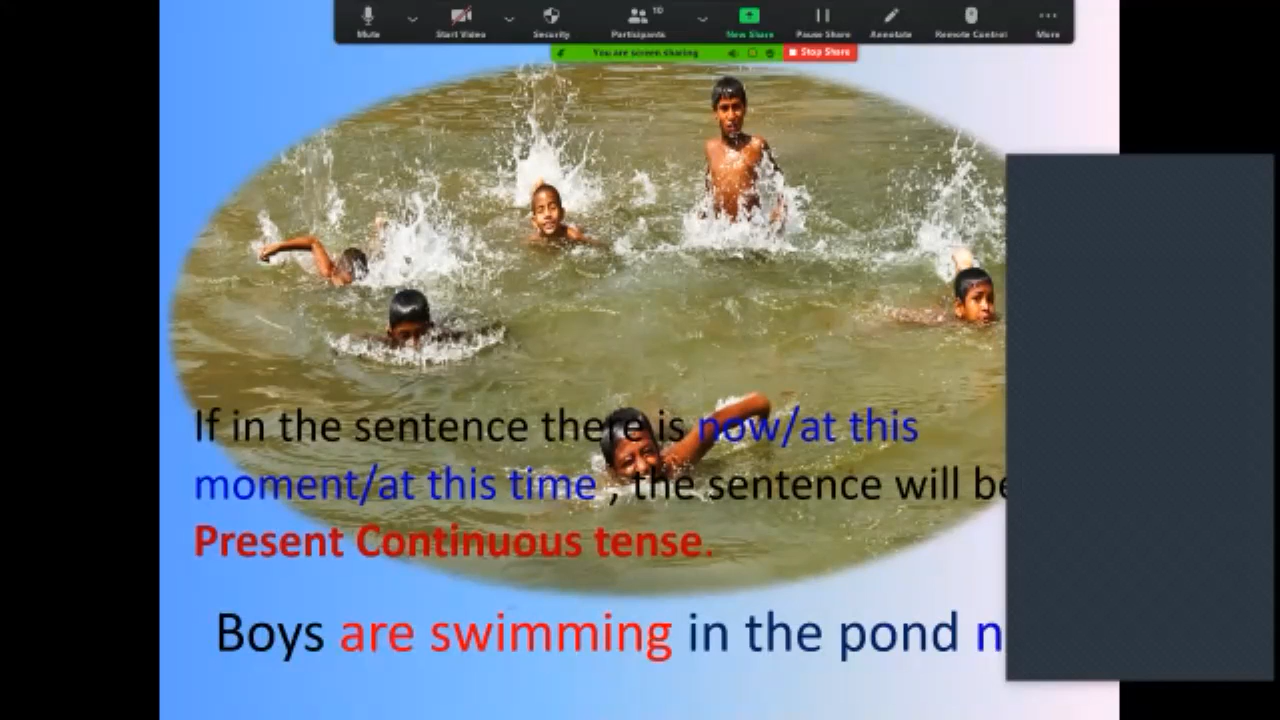 Mute
Start Video
Security
Participants
10
New Share
Pause Share
Annotate
Remote Control
More
You are screen sharing
Stop Share
If in the sentence there is now/at this
moment/at this time , the sentence will be
Present Continuous tense.
Boys are swimming in the pond